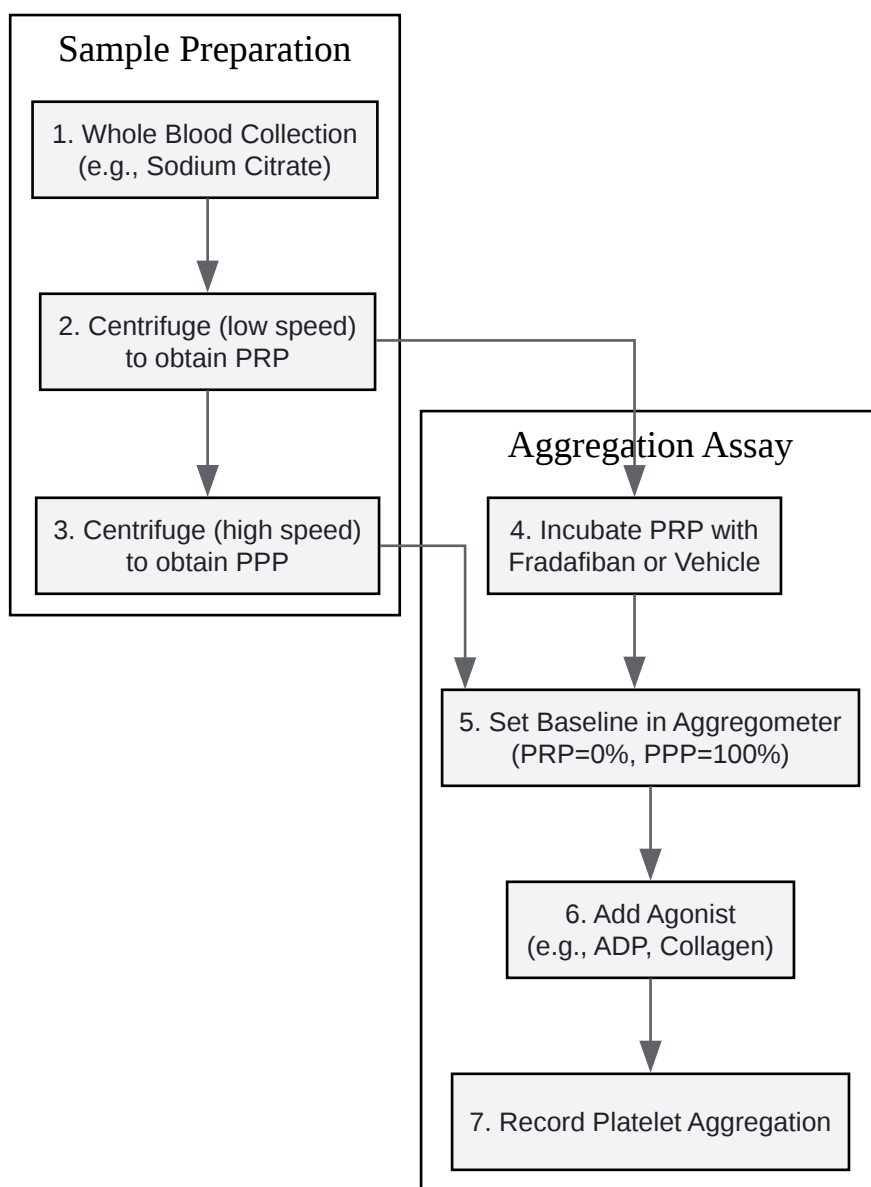 Sample Preparation
1. Whole Blood Collection
(e.g., Sodium Citrate)
2. Centrifuge (low speed)
to obtain PRP
3. Centrifuge (high speed)
to obtain PPP
Aggregation Assay
4. Incubate PRP with
Fradafiban or Vehicle
5. Set Baseline in Aggregometer
(PRP=0%, PPP=100%)
6. Add Agonist
(e.g., ADP, Collagen)
7. Record Platelet Aggregation